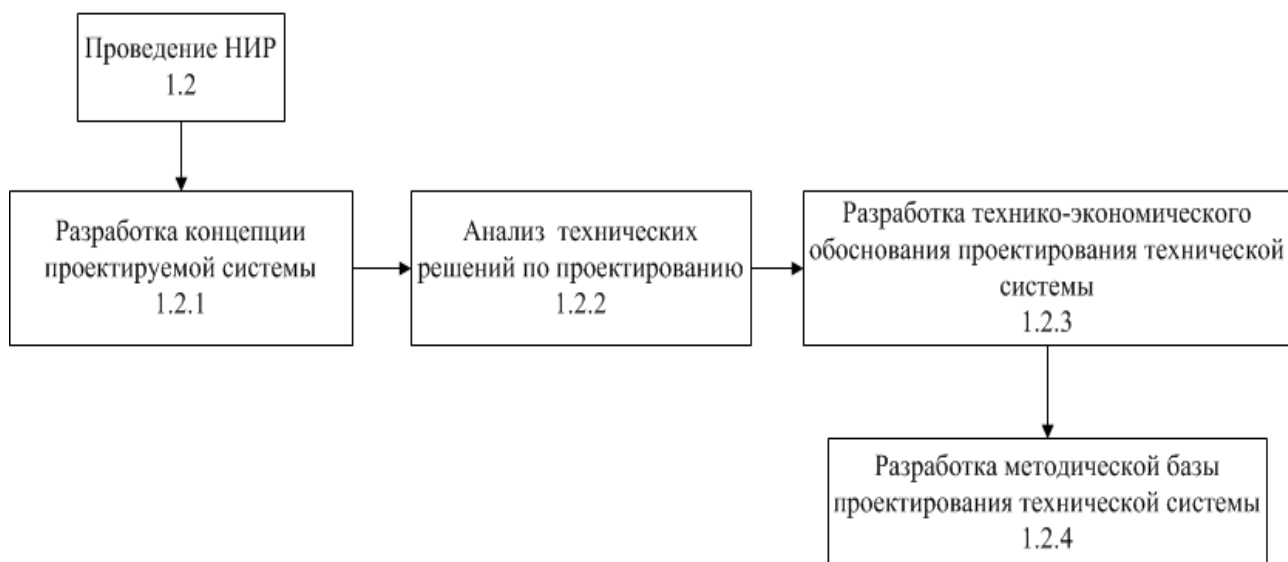 Проведение НИР
1.2
Разработка концепции
проектируемой системы
1.2.1
Анализ технических
решений по проектированию
1.2.2
Разработка технико-экономического
обоснования проектирования технической
системы
1.2.3
Разработка методической базы
проектирования технической системы
1.2.4